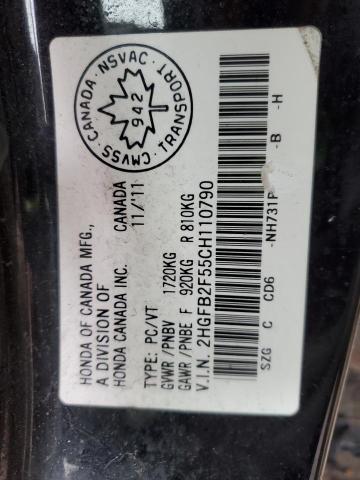 HONDA OF CANADA MFG.,
A DIVISION OF
HONDA CANADA INC. CANADA
11/'11
TYPE: PC/VT
GVWR /PNBV 1720KG
GAWR /PNBE F 920KG R 810KG
V.I.N. 2HGFB2F55CH110790
SZG C CD6 -NH731P -B -H
CANADA · NSVAC · TRANSPORT · CMVSS ·
942